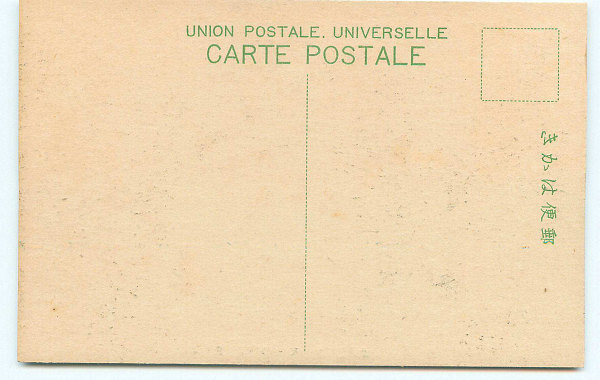 UNION POSTALE. UNIVERSELLE
CARTE POSTALE
郵便はかき